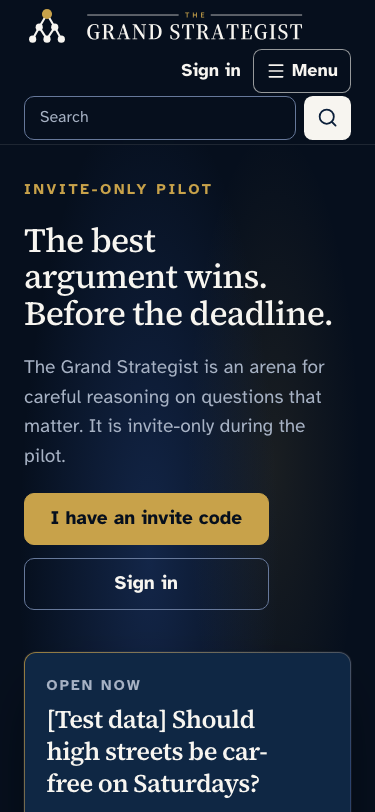 THE
GRAND STRATEGIST
Sign in
Menu
Search
INVITE-ONLY PILOT
The best
argument wins.
Before the deadline.
The Grand Strategist is an arena for
careful reasoning on questions that
matter. It is invite-only during the
pilot.
I have an invite code
Sign in
OPEN NOW
[Test data] Should
high streets be car-
free on Saturdays?